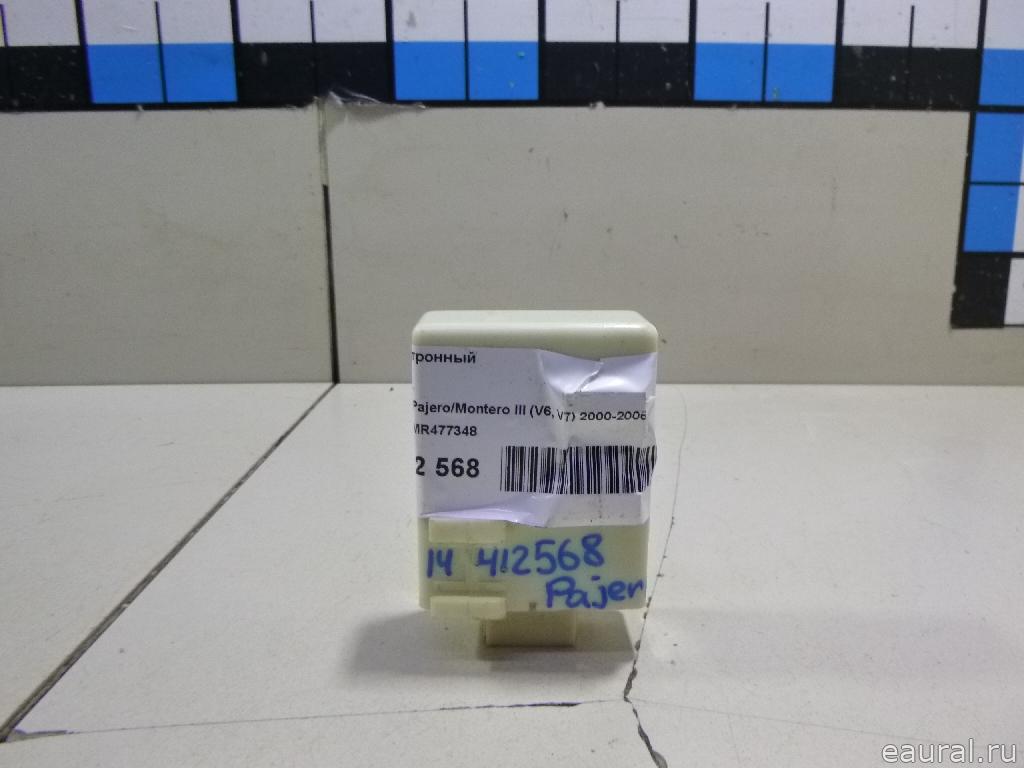 тронный
Pajero/Montero III (V6, V7) 2000-2006
MR477348
2 568
14 412568
Pajer
eaural.ru